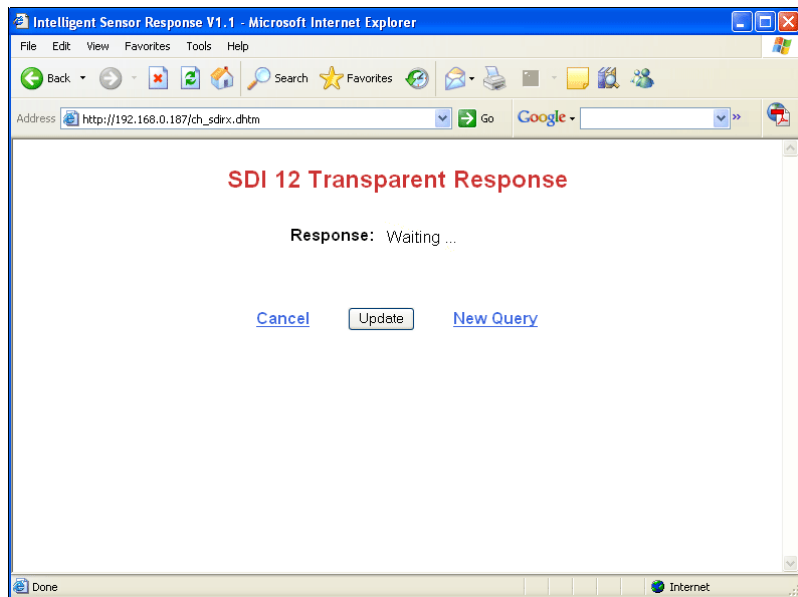 Intelligent Sensor Response V1.1 - Microsoft Internet Explorer
File Edit View Favorites Tools Help
Back Search Favorites
Address http://192.168.0.187/ch_sdirx.dhtm Go Google »
SDI 12 Transparent Response
Response: Waiting ...
Cancel Update New Query
Done Internet